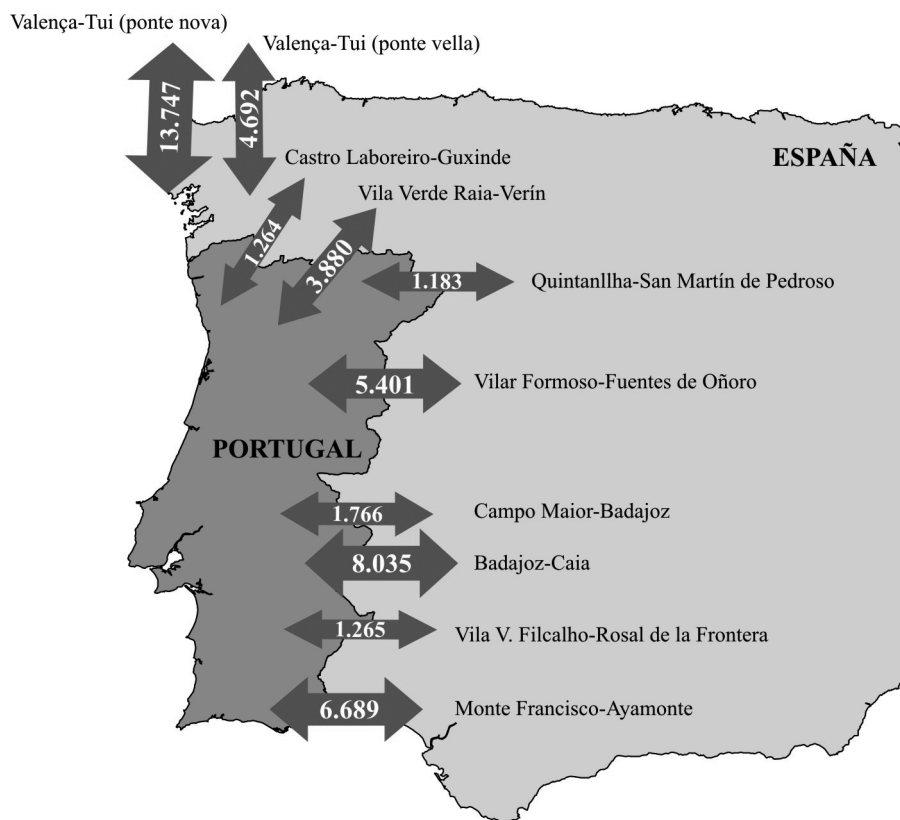 Valença-Tui (ponte nova)
Valença-Tui (ponte vella)
13.747
4.692
Castro Laboreiro-Guxinde
ESPAÑA
Vila Verde Raia-Verín
1.264
3.880
1.183
Quintanllha-San Martín de Pedroso
5.401
Vilar Formoso-Fuentes de Oñoro
PORTUGAL
1.766
Campo Maior-Badajoz
8.035
Badajoz-Caia
1.265
Vila V. Filcalho-Rosal de la Frontera
6.689
Monte Francisco-Ayamonte